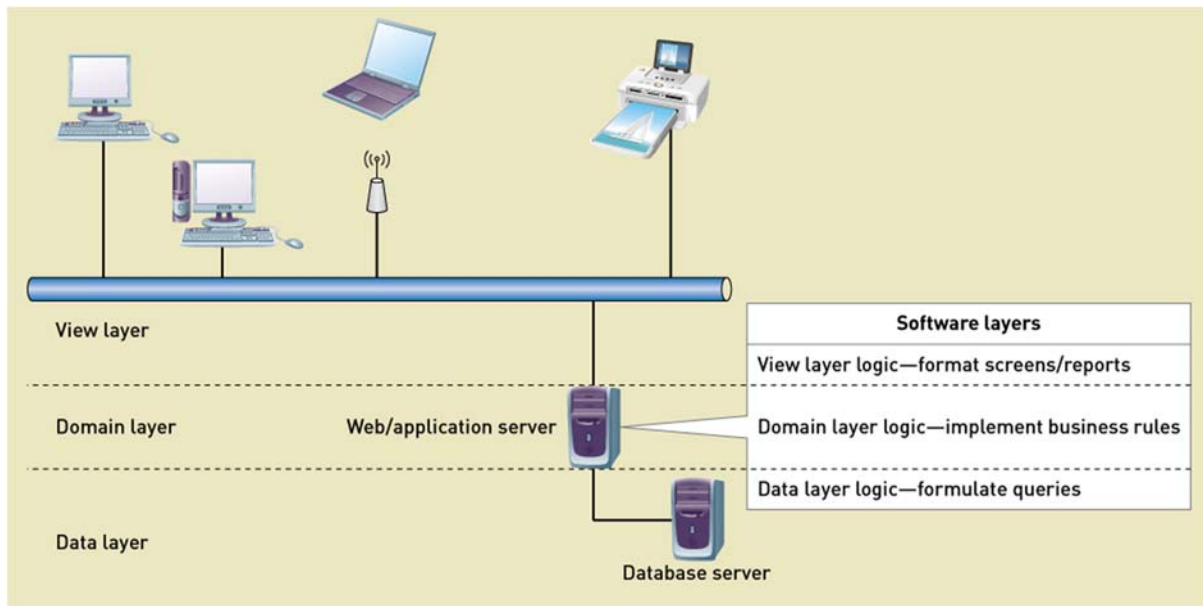 View layer
Software layers
View layer logic—format screens/reports
Domain layer
Web/application server
Domain layer logic—implement business rules
Data layer logic—formulate queries
Data layer
Database server